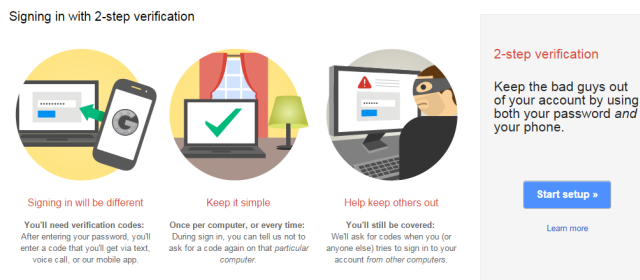 Signing in with 2-step verification
Signing in will be different
You'll need verification codes:
After entering your password, you'll
enter a code that you'll get via text,
voice call, or our mobile app.
Keep it simple
Once per computer, or every time:
During sign in, you can tell us not to
ask for a code again on that particular
computer.
Help keep others out
You'll still be covered:
We'll ask for codes when you (or
anyone else) tries to sign in to your
account from other computers.
2-step verification
Keep the bad guys out
of your account by using
both your password and
your phone.
Start setup »
Learn more